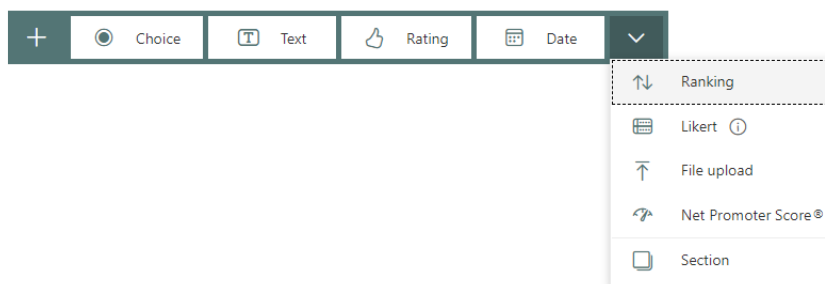 Choice Text Rating Date
Ranking
Likert
File upload
Net Promoter Score®
Section